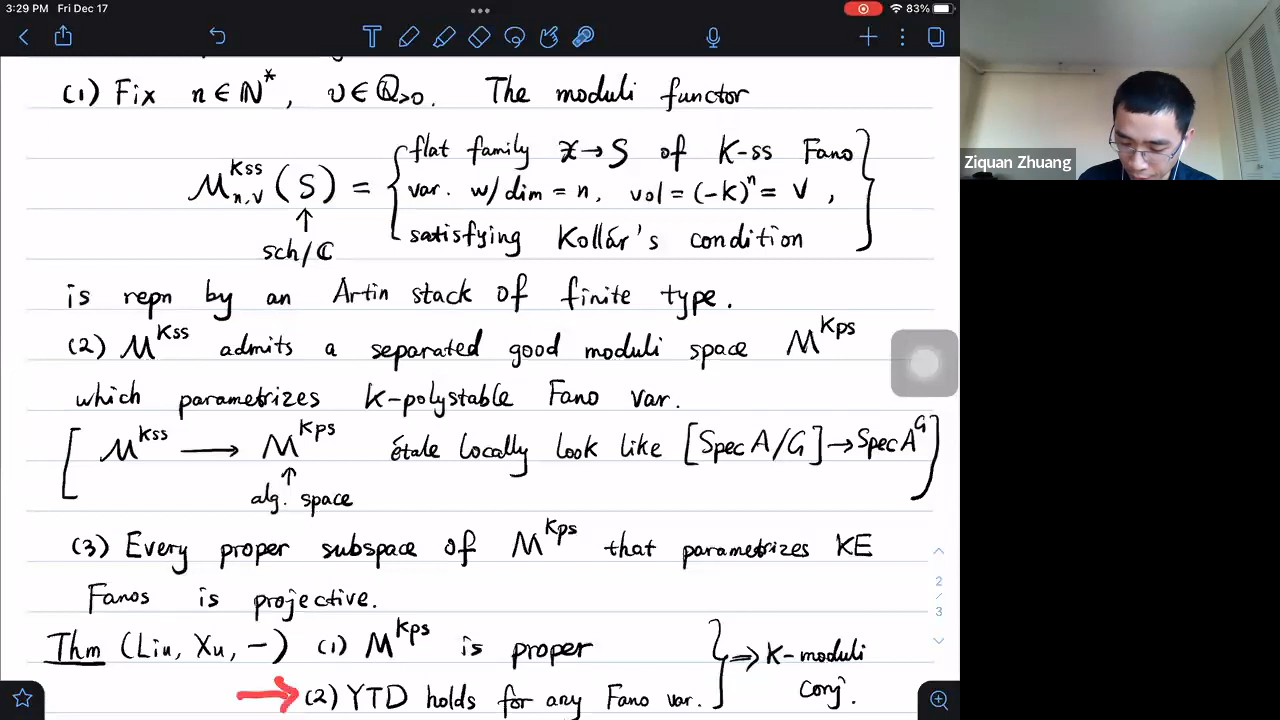 3:29 PM Fri Dec 17
83%
(1) Fix n ∈ ℕ*, v ∈ ℚ>0. The moduli functor
M^{Kss}_{n,v} (S) = { flat family 𝒳 → S of K-ss Fano
var. w/ dim = n, vol = (-K)^n = V ,
satisfying Kollár's condition }
↑
sch/ℂ
is repn by an Artin stack of finite type.
(2) M^{Kss} admits a separated good moduli space M^{Kps}
which parametrizes K-polystable Fano var.
[ M^{Kss} → M^{Kps} étale locally look like [Spec A/G] → Spec A^G ]
↑
alg. space
(3) Every proper subspace of M^{Kps} that parametrizes KE
Fanos is projective.
Thm (Liu, Xu, –) (1) M^{Kps} is proper
(2) YTD holds for any Fano var. } ⇒ K-moduli
conj.
2
/
3
Ziquan Zhuang